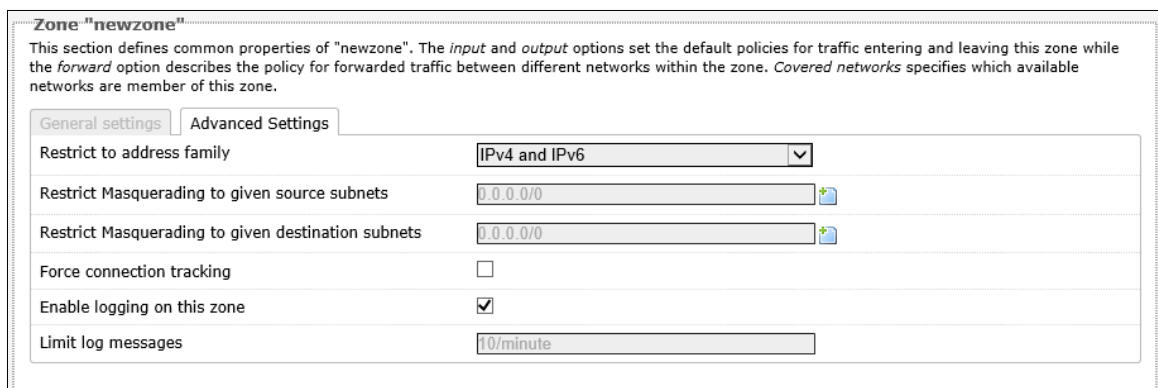 Zone "newzone"
This section defines common properties of "newzone". The input and output options set the default policies for traffic entering and leaving this zone while
the forward option describes the policy for forwarded traffic between different networks within the zone. Covered networks specifies which available
networks are member of this zone.
General settings Advanced Settings
Restrict to address family IPv4 and IPv6
Restrict Masquerading to given source subnets 0.0.0.0/0
Restrict Masquerading to given destination subnets 0.0.0.0/0
Force connection tracking
Enable logging on this zone
Limit log messages 10/minute